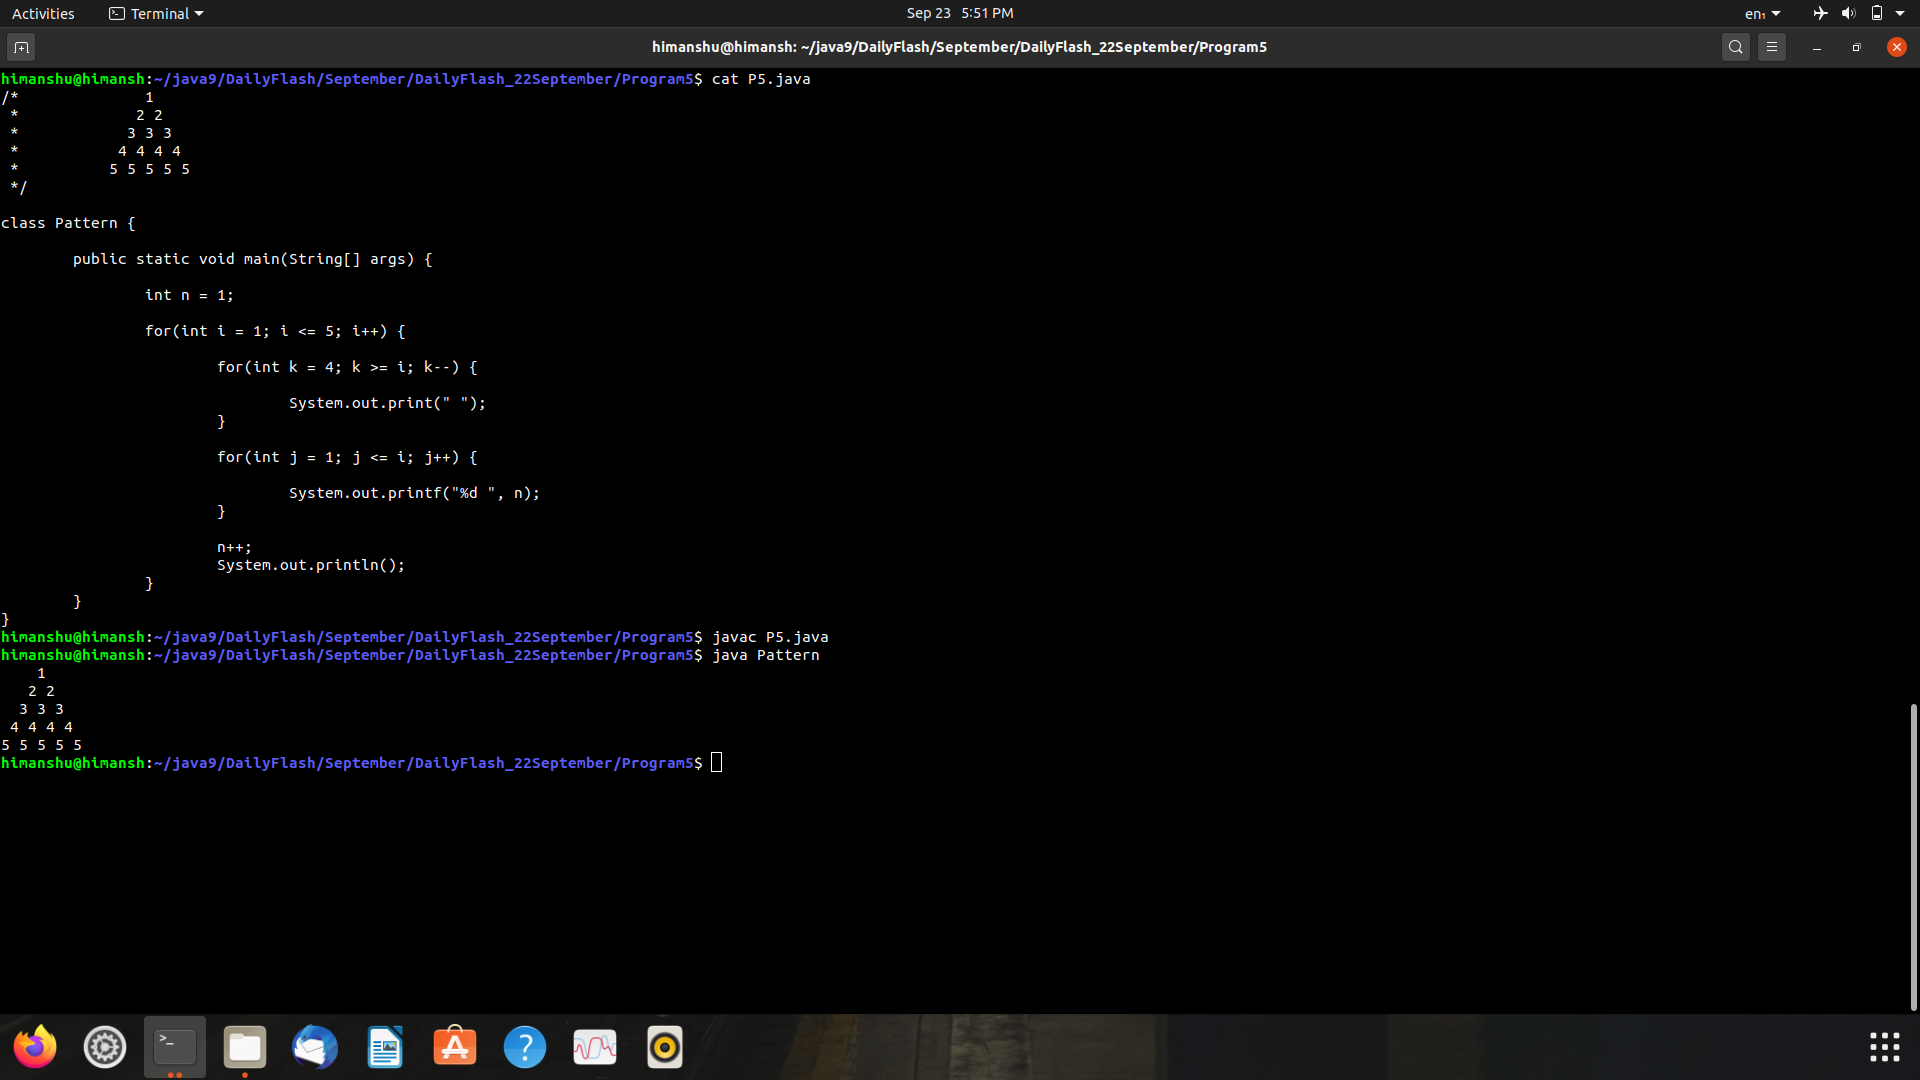 Activities Terminal Sep 23 5:51 PM en₁
himanshu@himansh: ~/java9/DailyFlash/September/DailyFlash_22September/Program5
himanshu@himansh:~/java9/DailyFlash/September/DailyFlash_22September/Program5$ cat P5.java
/*              1
 *             2 2
 *            3 3 3
 *           4 4 4 4
 *          5 5 5 5 5
 */

class Pattern {

        public static void main(String[] args) {

                int n = 1;

                for(int i = 1; i <= 5; i++) {

                        for(int k = 4; k >= i; k--) {

                                System.out.print(" ");
                        }

                        for(int j = 1; j <= i; j++) {

                                System.out.printf("%d ", n);
                        }

                        n++;
                        System.out.println();
                }
        }
}
himanshu@himansh:~/java9/DailyFlash/September/DailyFlash_22September/Program5$ javac P5.java
himanshu@himansh:~/java9/DailyFlash/September/DailyFlash_22September/Program5$ java Pattern
    1
   2 2
  3 3 3
 4 4 4 4
5 5 5 5 5
himanshu@himansh:~/java9/DailyFlash/September/DailyFlash_22September/Program5$